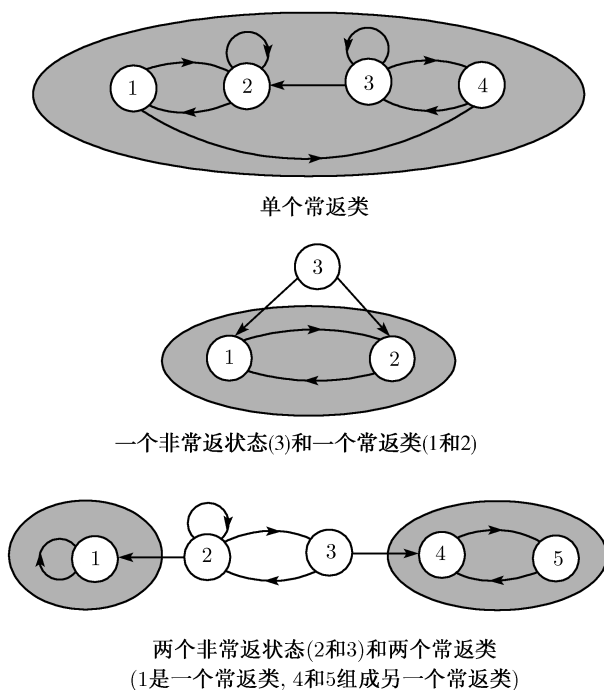 1 2 3 4
单个常返类
3
1 2
一个非常返状态(3)和一个常返类(1和2)
1 2 3 4 5
两个非常返状态(2和3)和两个常返类
(1是一个常返类, 4和5组成另一个常返类)